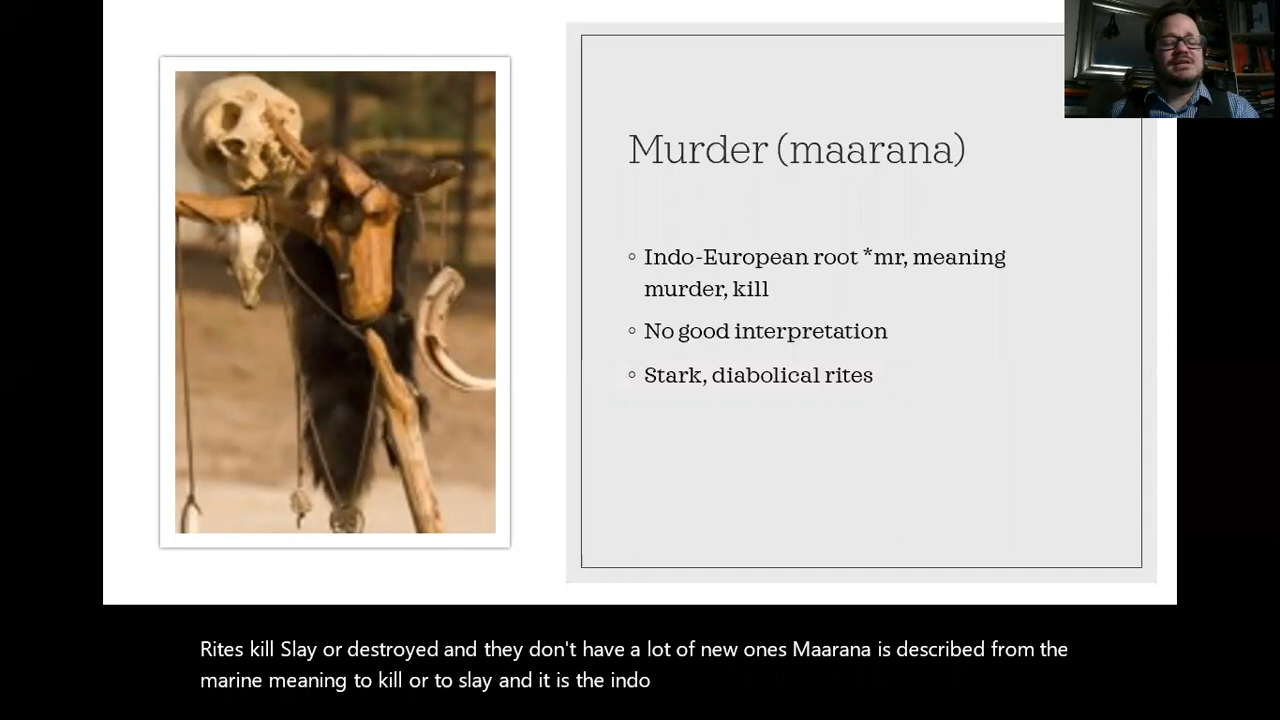 Murder (maarana)
◦ Indo-European root *mr, meaning
murder, kill
◦ No good interpretation
◦ Stark, diabolical rites
Rites kill Slay or destroyed and they don't have a lot of new ones Maarana is described from the
marine meaning to kill or to slay and it is the indo